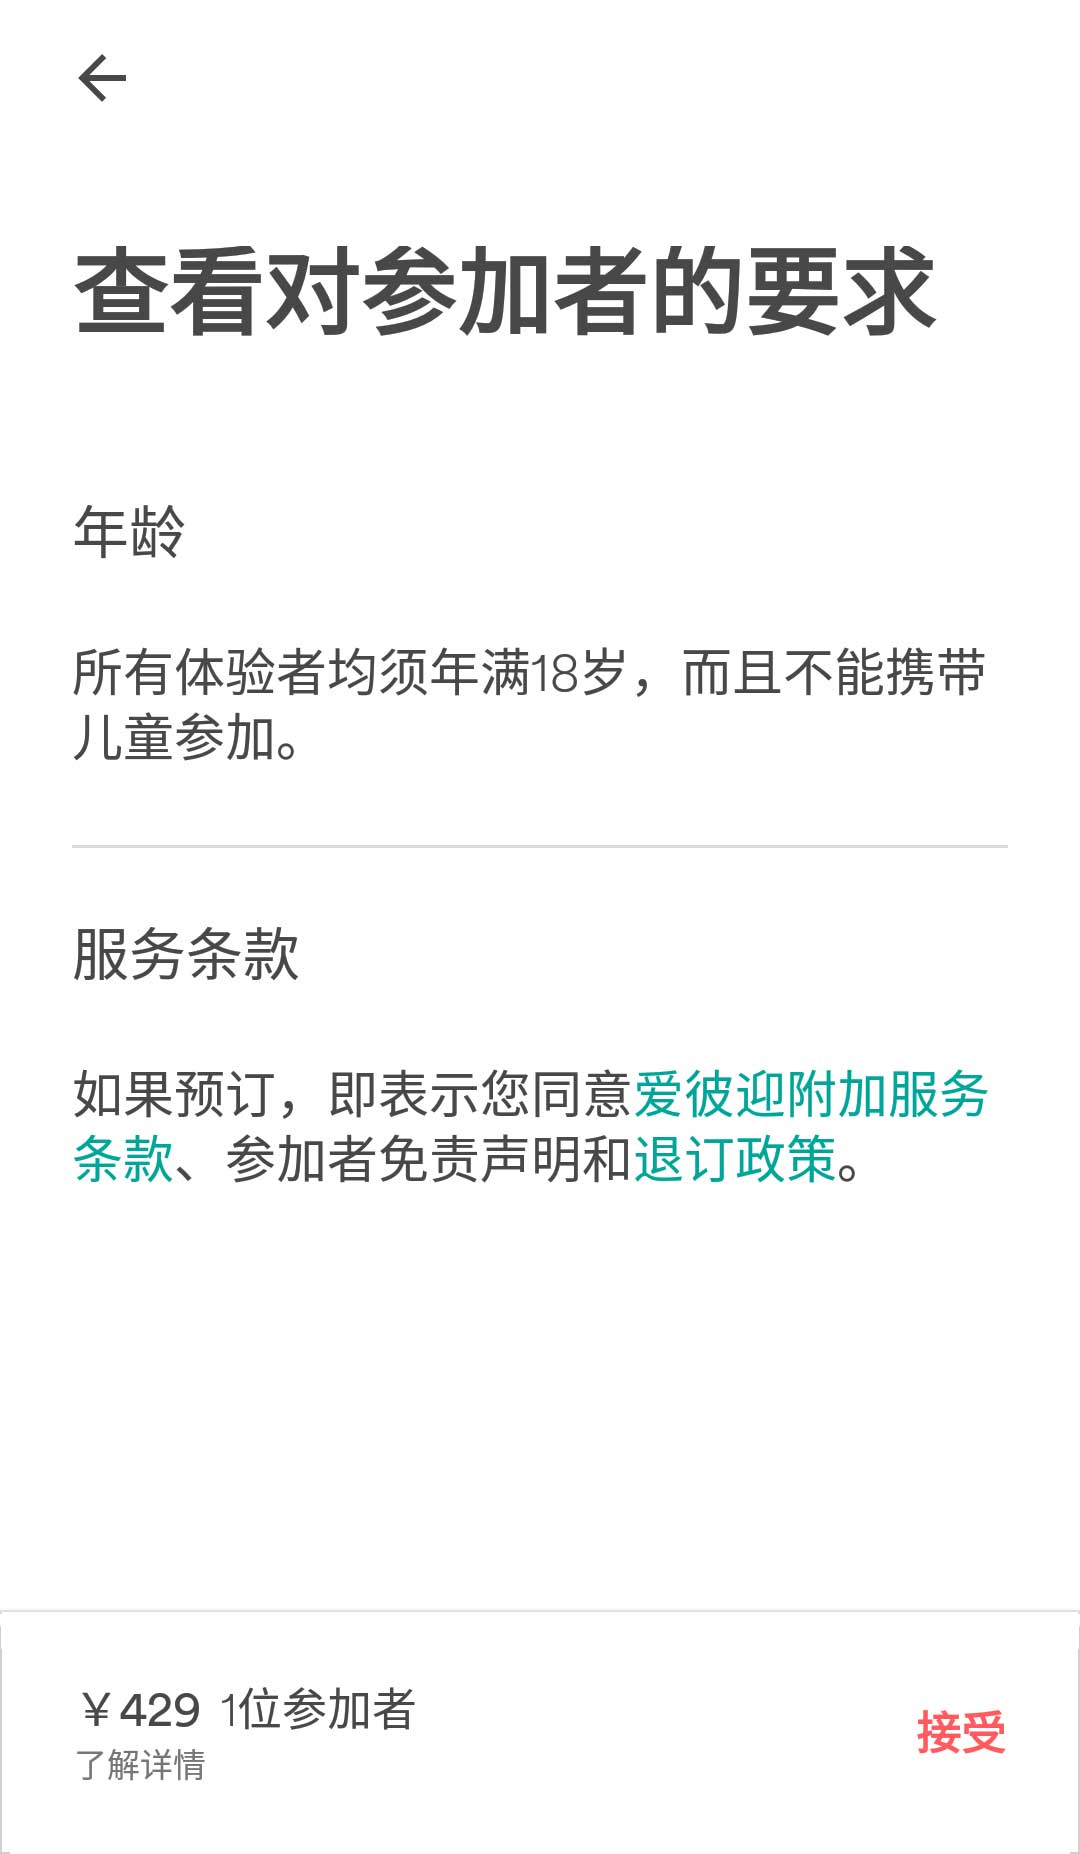 查看对参加者的要求
年龄
所有体验者均须年满18岁，而且不能携带
儿童参加。
服务条款
如果预订，即表示您同意爱彼迎附加服务
条款、参加者免责声明和退订政策。
￥429 1位参加者
接受
了解详情